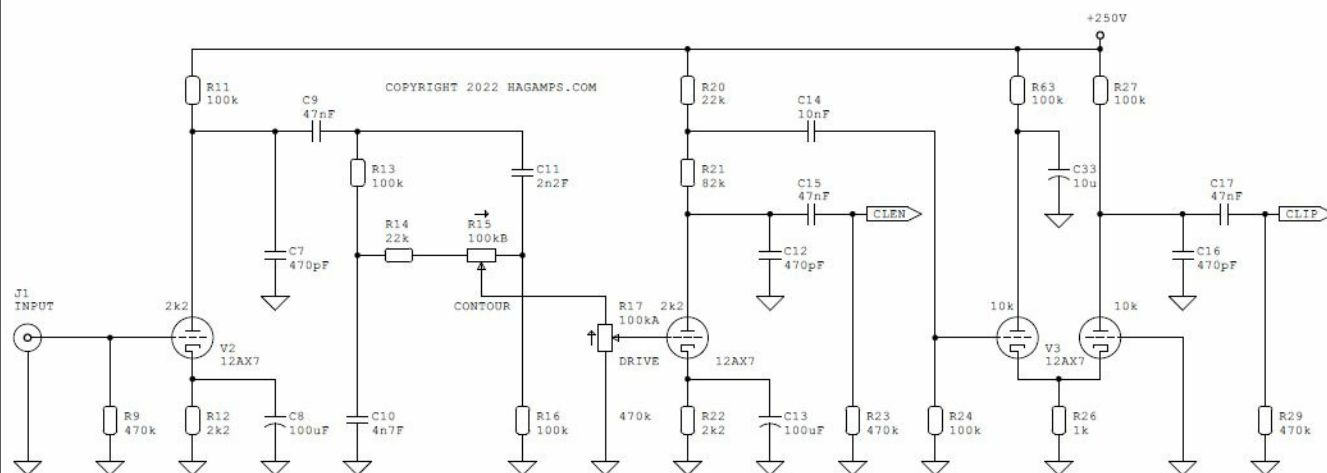 +250V
COPYRIGHT 2022 HAGAMPS.COM
R11
100k
C9
47nF
R20
22k
C14
10nF
R63
100k
R27
100k
R13
100k
C11
2n2F
R21
82k
C33
10u
C15
47nF
CLEN
C17
47nF
CLIP
R14
22k
R15
100kB
C7
470pF
C12
470pF
C16
470pF
J1
INPUT
2k2
CONTOUR
R17
100kA
2k2
10k
10k
V2
12AX7
DRIVE
12AX7
V3
12AX7
R9
470k
R12
2k2
C8
100uF
C10
4n7F
R16
100k
470k
R22
2k2
C13
100uF
R23
470k
R24
100k
R26
1k
R29
470k